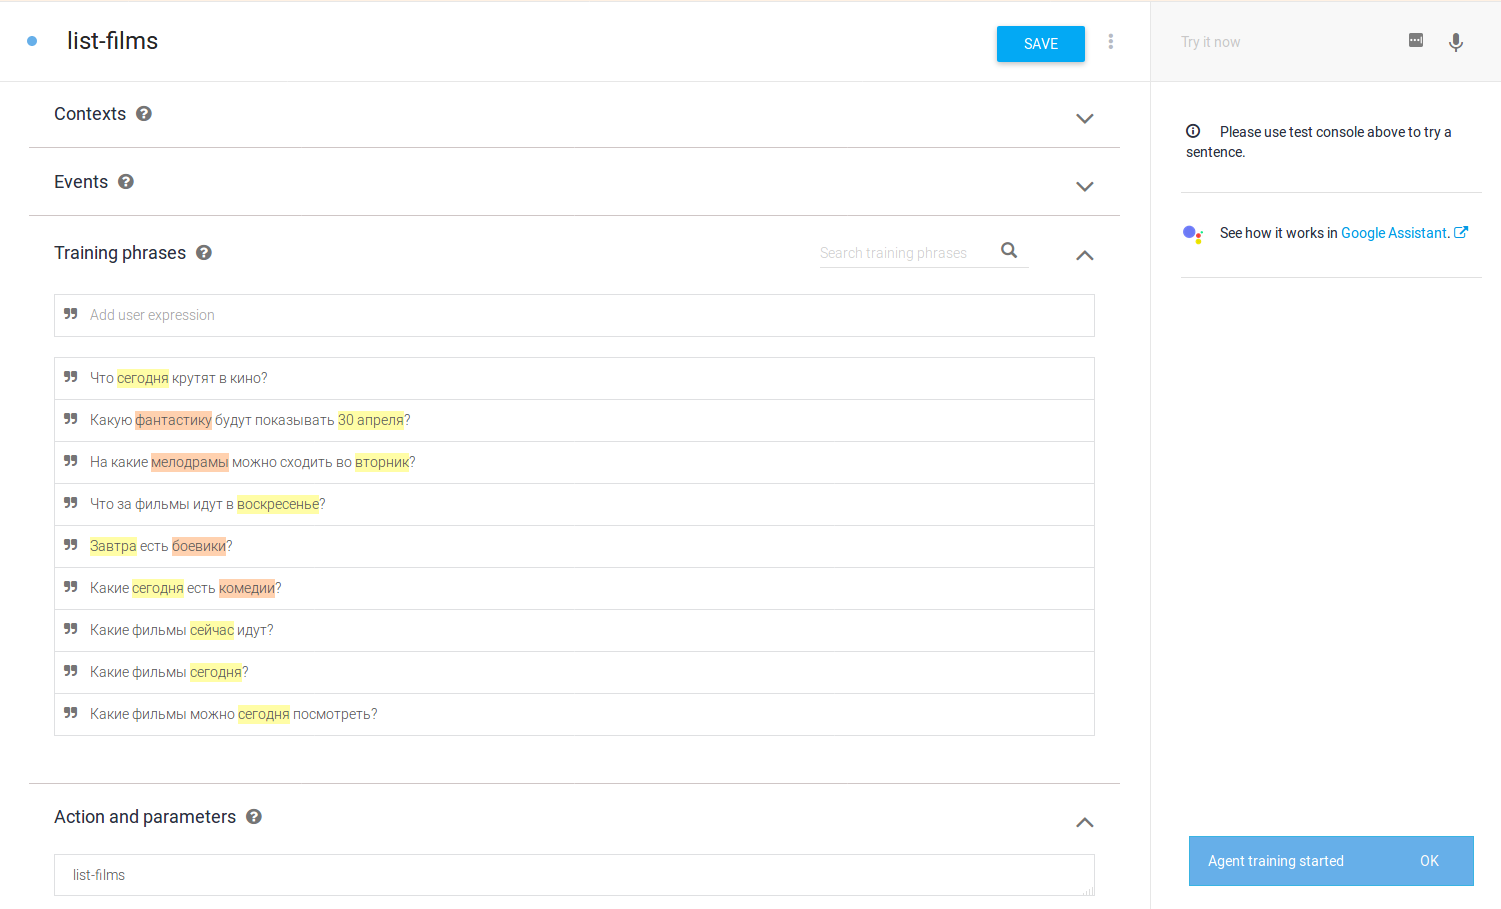 list-films
SAVE
Try it now
Contexts
Please use test console above to try a
sentence.
Events
See how it works in Google Assistant.
Training phrases
Search training phrases
Add user expression
Что сегодня крутят в кино?
Какую фантастику будут показывать 30 апреля?
На какие мелодрамы можно сходить во вторник?
Что за фильмы идут в воскресенье?
Завтра есть боевики?
Какие сегодня есть комедии?
Какие фильмы сейчас идут?
Какие фильмы сегодня?
Какие фильмы можно сегодня посмотреть?
Action and parameters
list-films
Agent training started
OK